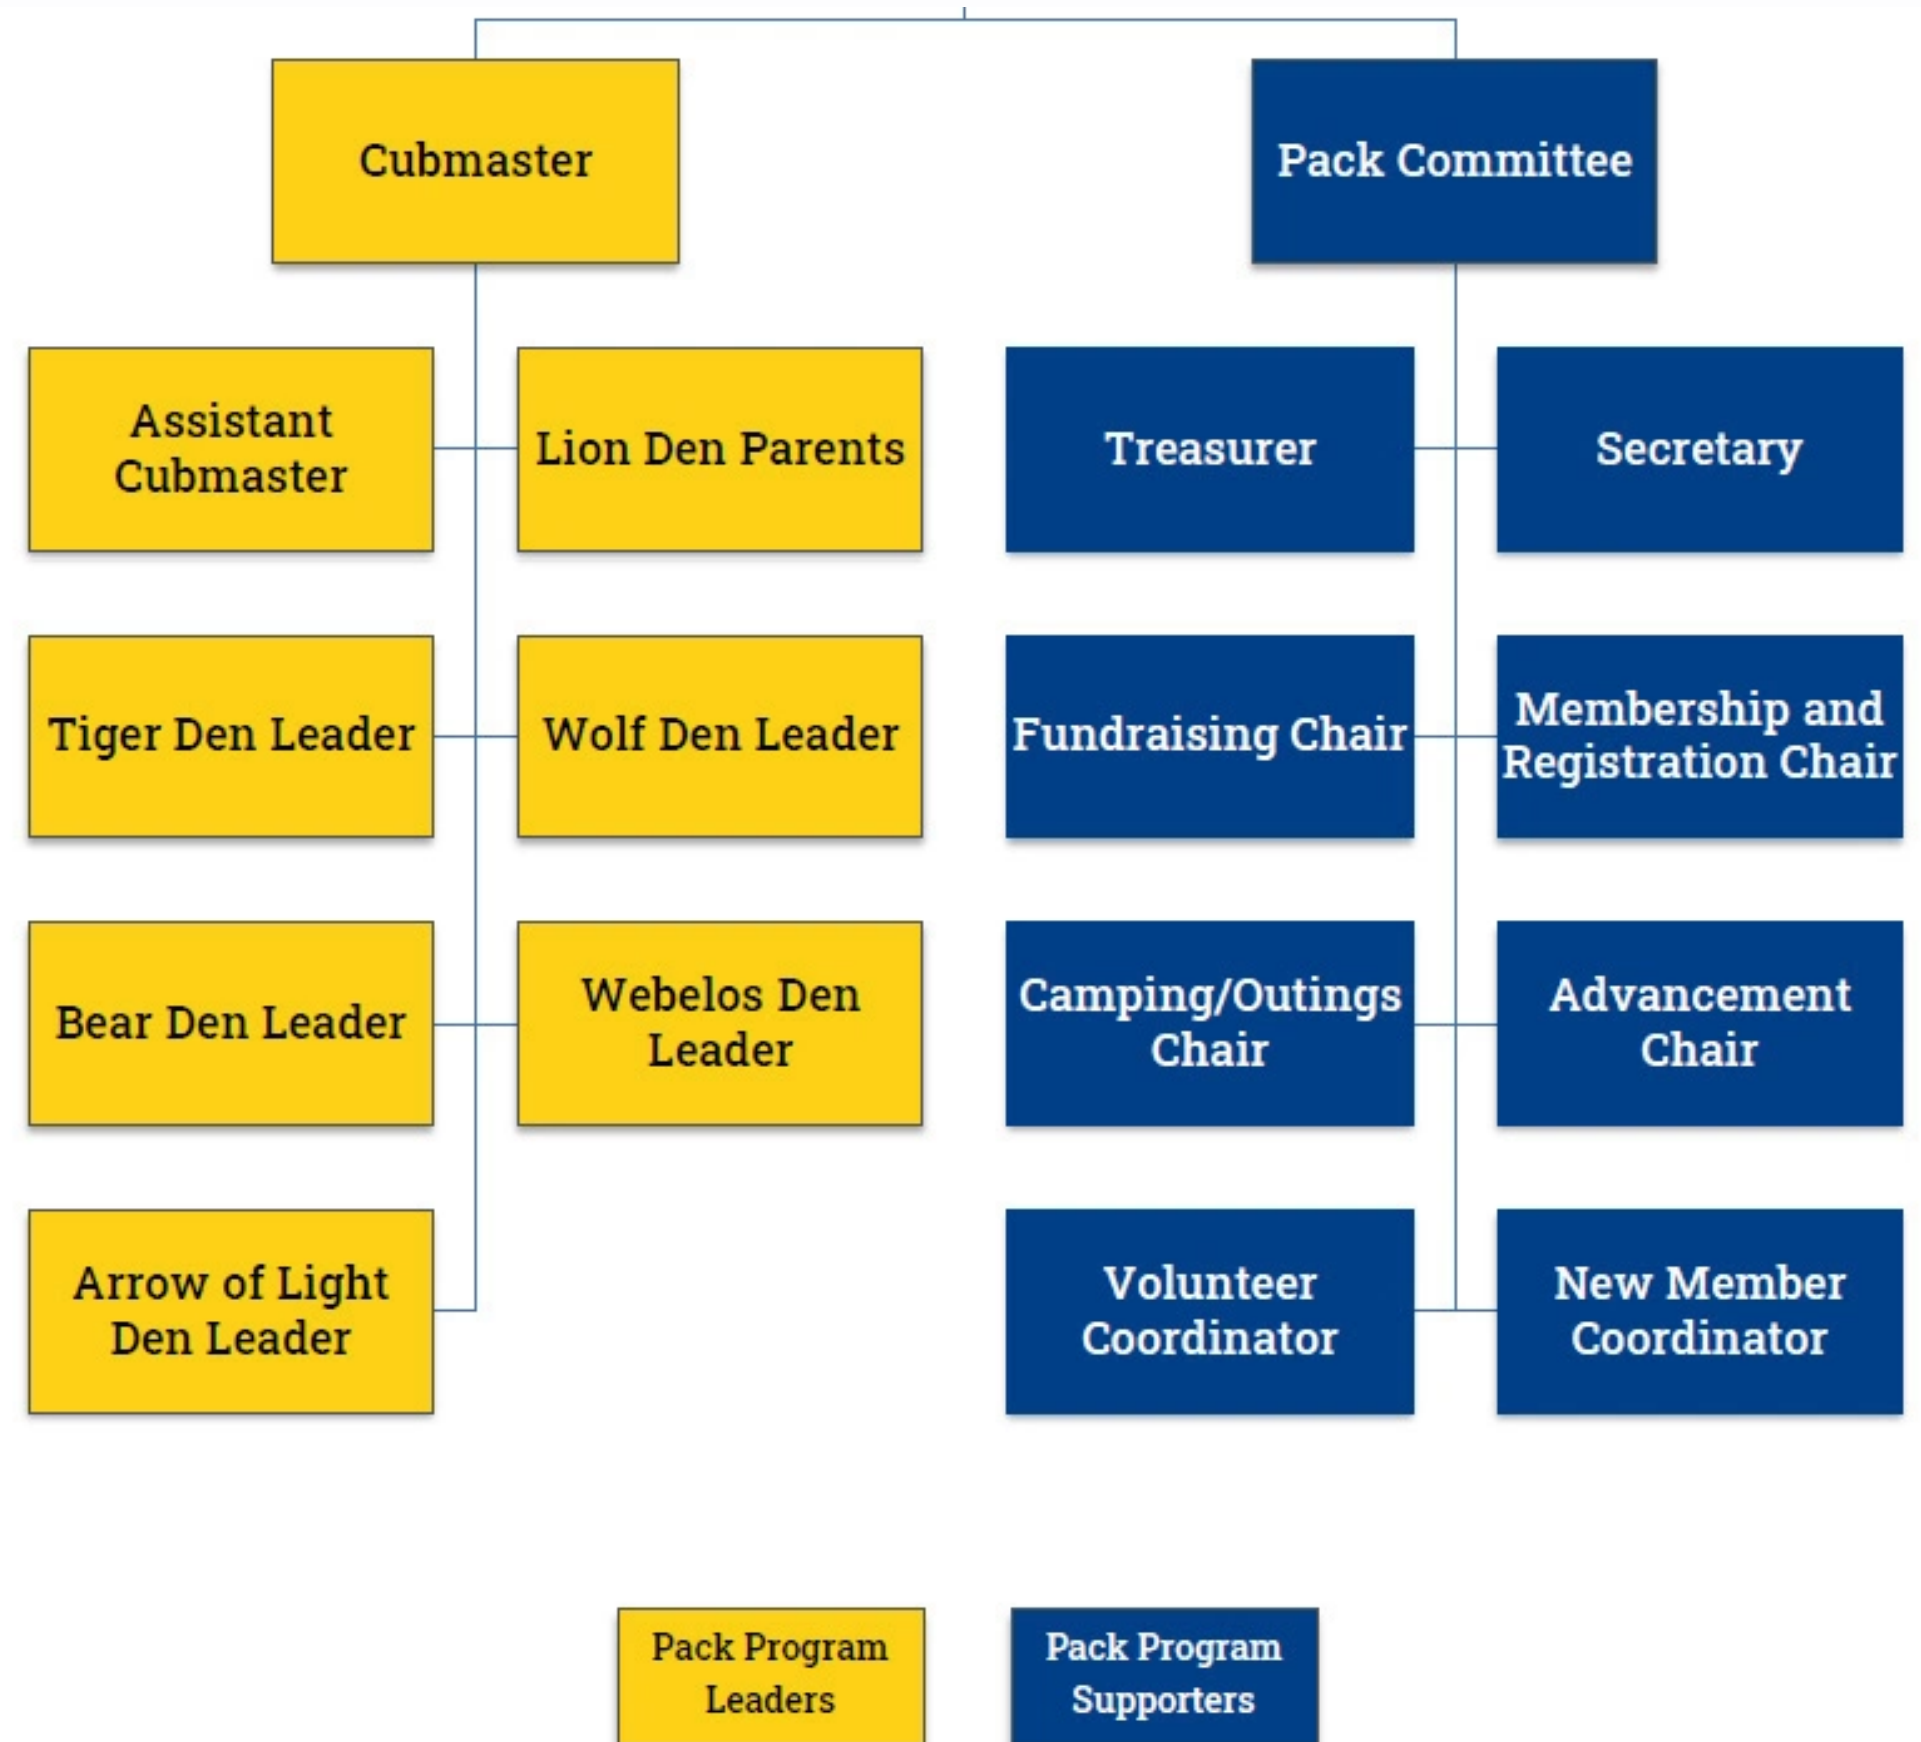 Cubmaster
Pack Committee
Assistant
Cubmaster
Lion Den Parents
Treasurer
Secretary
Tiger Den Leader
Wolf Den Leader
Fundraising Chair
Membership and
Registration Chair
Bear Den Leader
Webelos Den
Leader
Camping/Outings
Chair
Advancement
Chair
Arrow of Light
Den Leader
Volunteer
Coordinator
New Member
Coordinator
Pack Program
Leaders
Pack Program
Supporters